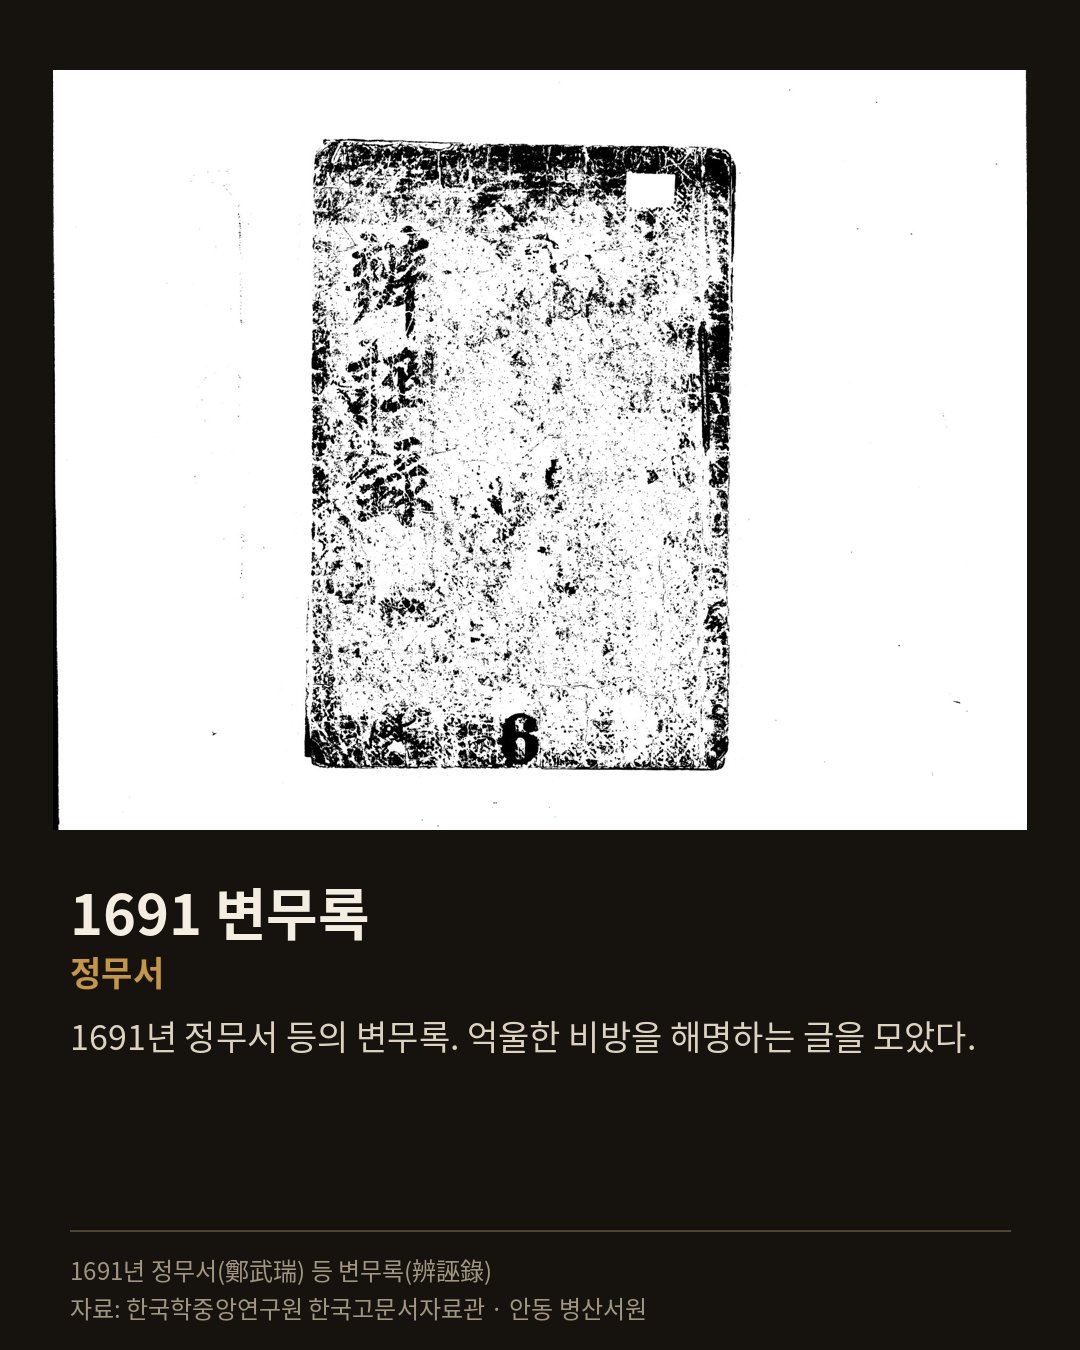 辨誣錄
6
1691 변무록
정무서
1691년 정무서 등의 변무록. 억울한 비방을 해명하는 글을 모았다.
1691년 정무서(鄭武瑞) 등 변무록(辨誣錄)
자료: 한국학중앙연구원 한국고문서자료관 · 안동 병산서원